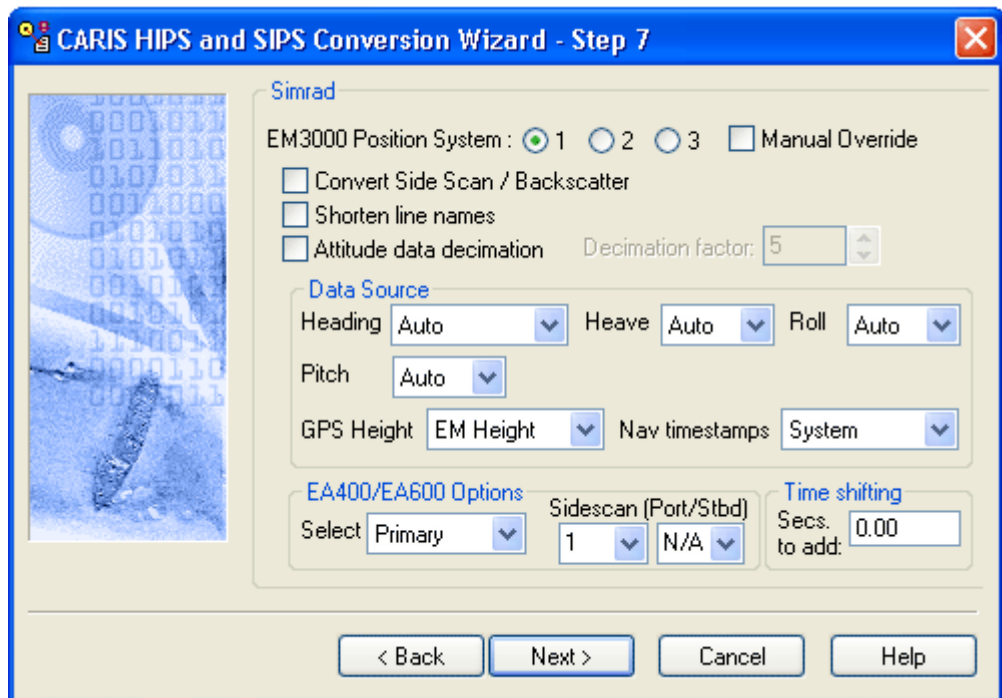 CARIS HIPS and SIPS Conversion Wizard - Step 7
Simrad
EM3000 Position System : 1 2 3 Manual Override
Convert Side Scan / Backscatter
Shorten line names
Attitude data decimation Decimation factor: 5
Data Source
Heading Auto Heave Auto Roll Auto
Pitch Auto
GPS Height EM Height Nav timestamps System
EA400/EA600 Options
Select Primary
Sidescan (Port/Stbd)
1 N/A
Time shifting
Secs.
to add: 0.00
< Back Next > Cancel Help